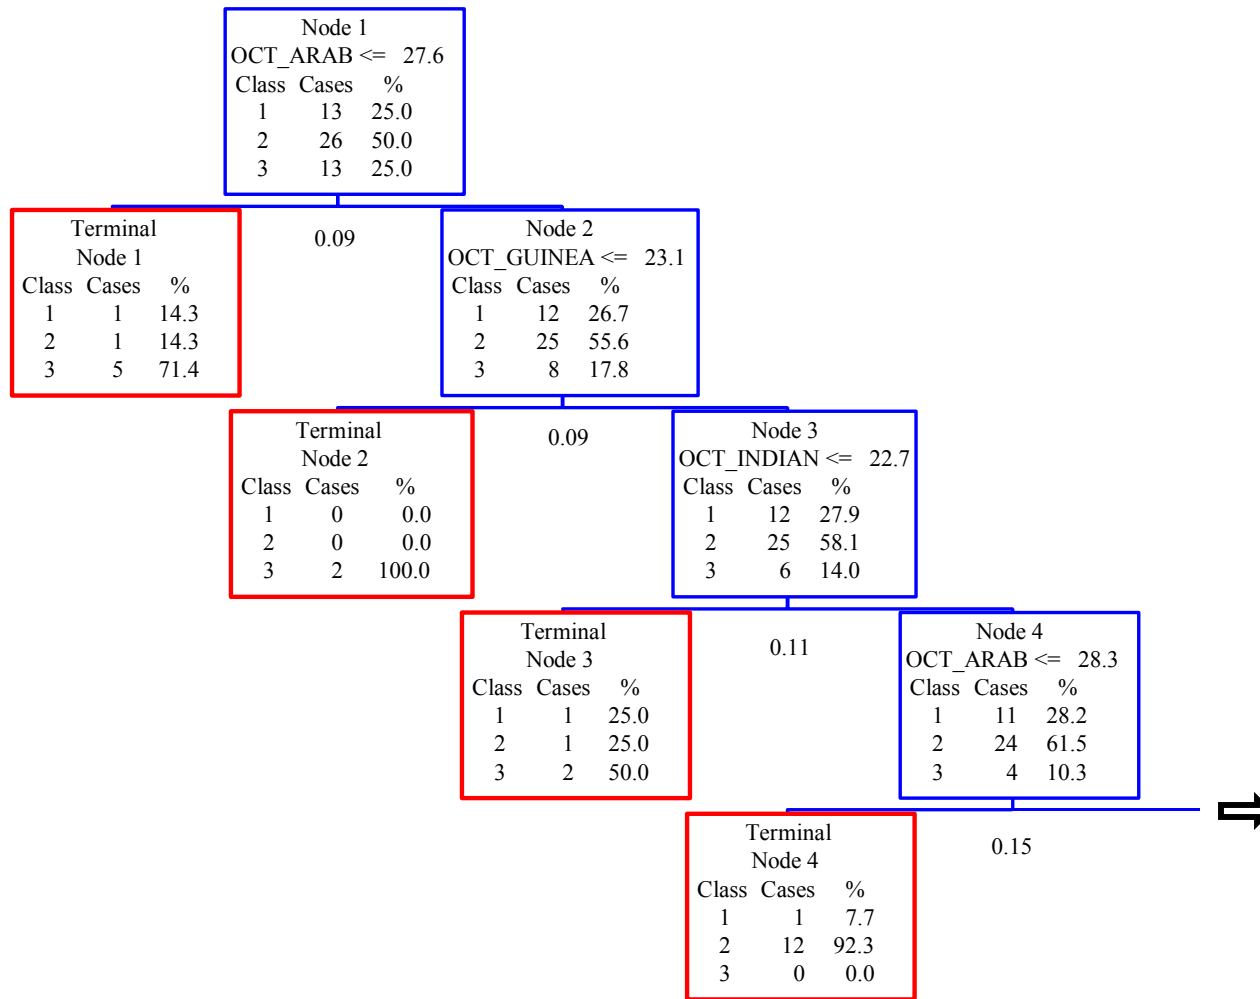 Node 1
OCT_ARAB <= 27.6
Class Cases %
1 13 25.0
2 26 50.0
3 13 25.0
Terminal
Node 1
Class Cases %
1 1 14.3
2 1 14.3
3 5 71.4
0.09
Node 2
OCT_GUINEA <= 23.1
Class Cases %
1 12 26.7
2 25 55.6
3 8 17.8
Terminal
Node 2
Class Cases %
1 0 0.0
2 0 0.0
3 2 100.0
0.09
Node 3
OCT_INDIAN <= 22.7
Class Cases %
1 12 27.9
2 25 58.1
3 6 14.0
Terminal
Node 3
Class Cases %
1 1 25.0
2 1 25.0
3 2 50.0
0.11
Node 4
OCT_ARAB <= 28.3
Class Cases %
1 11 28.2
2 24 61.5
3 4 10.3
Terminal
Node 4
Class Cases %
1 1 7.7
2 12 92.3
3 0 0.0
0.15